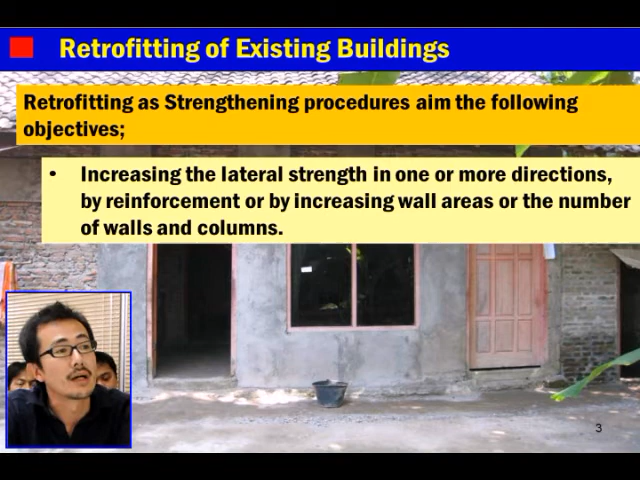 Retrofitting of Existing Buildings
Retrofitting as Strengthening procedures aim the following
objectives;
• Increasing the lateral strength in one or more directions,
by reinforcement or by increasing wall areas or the number
of walls and columns.
3